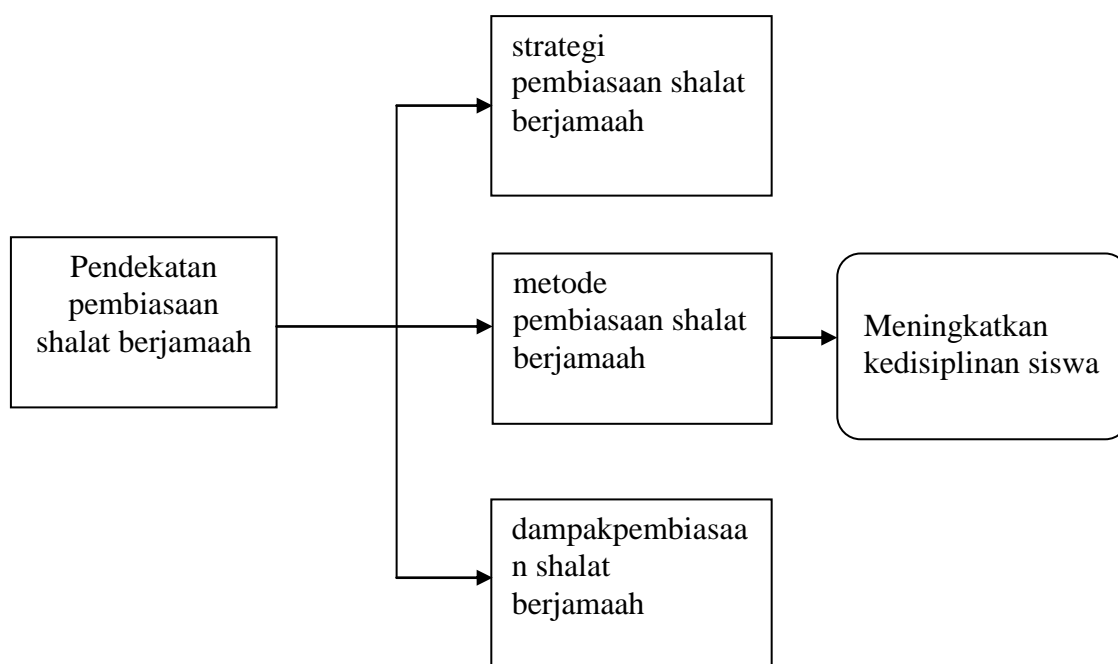 strategi
pembiasaan shalat
berjamaah
Pendekatan
pembiasaan
shalat berjamaah
metode
pembiasaan shalat
berjamaah
Meningkatkan
kedisiplinan siswa
dampakpembiasaa
n shalat
berjamaah